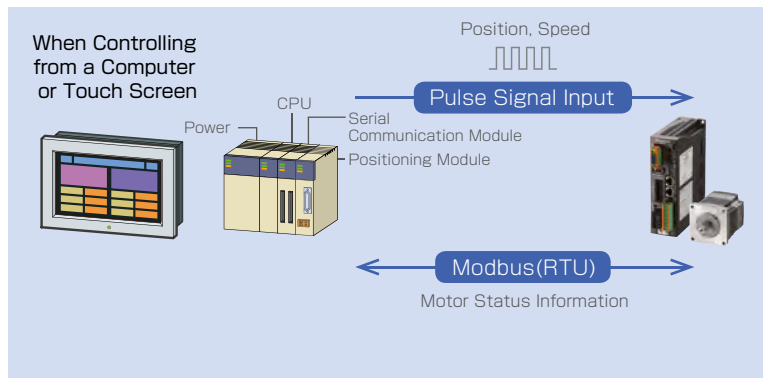 When Controlling
from a Computer
or Touch Screen
Position, Speed
Pulse Signal Input
CPU
Power
Serial
Communication Module
Positioning Module
Modbus(RTU)
Motor Status Information